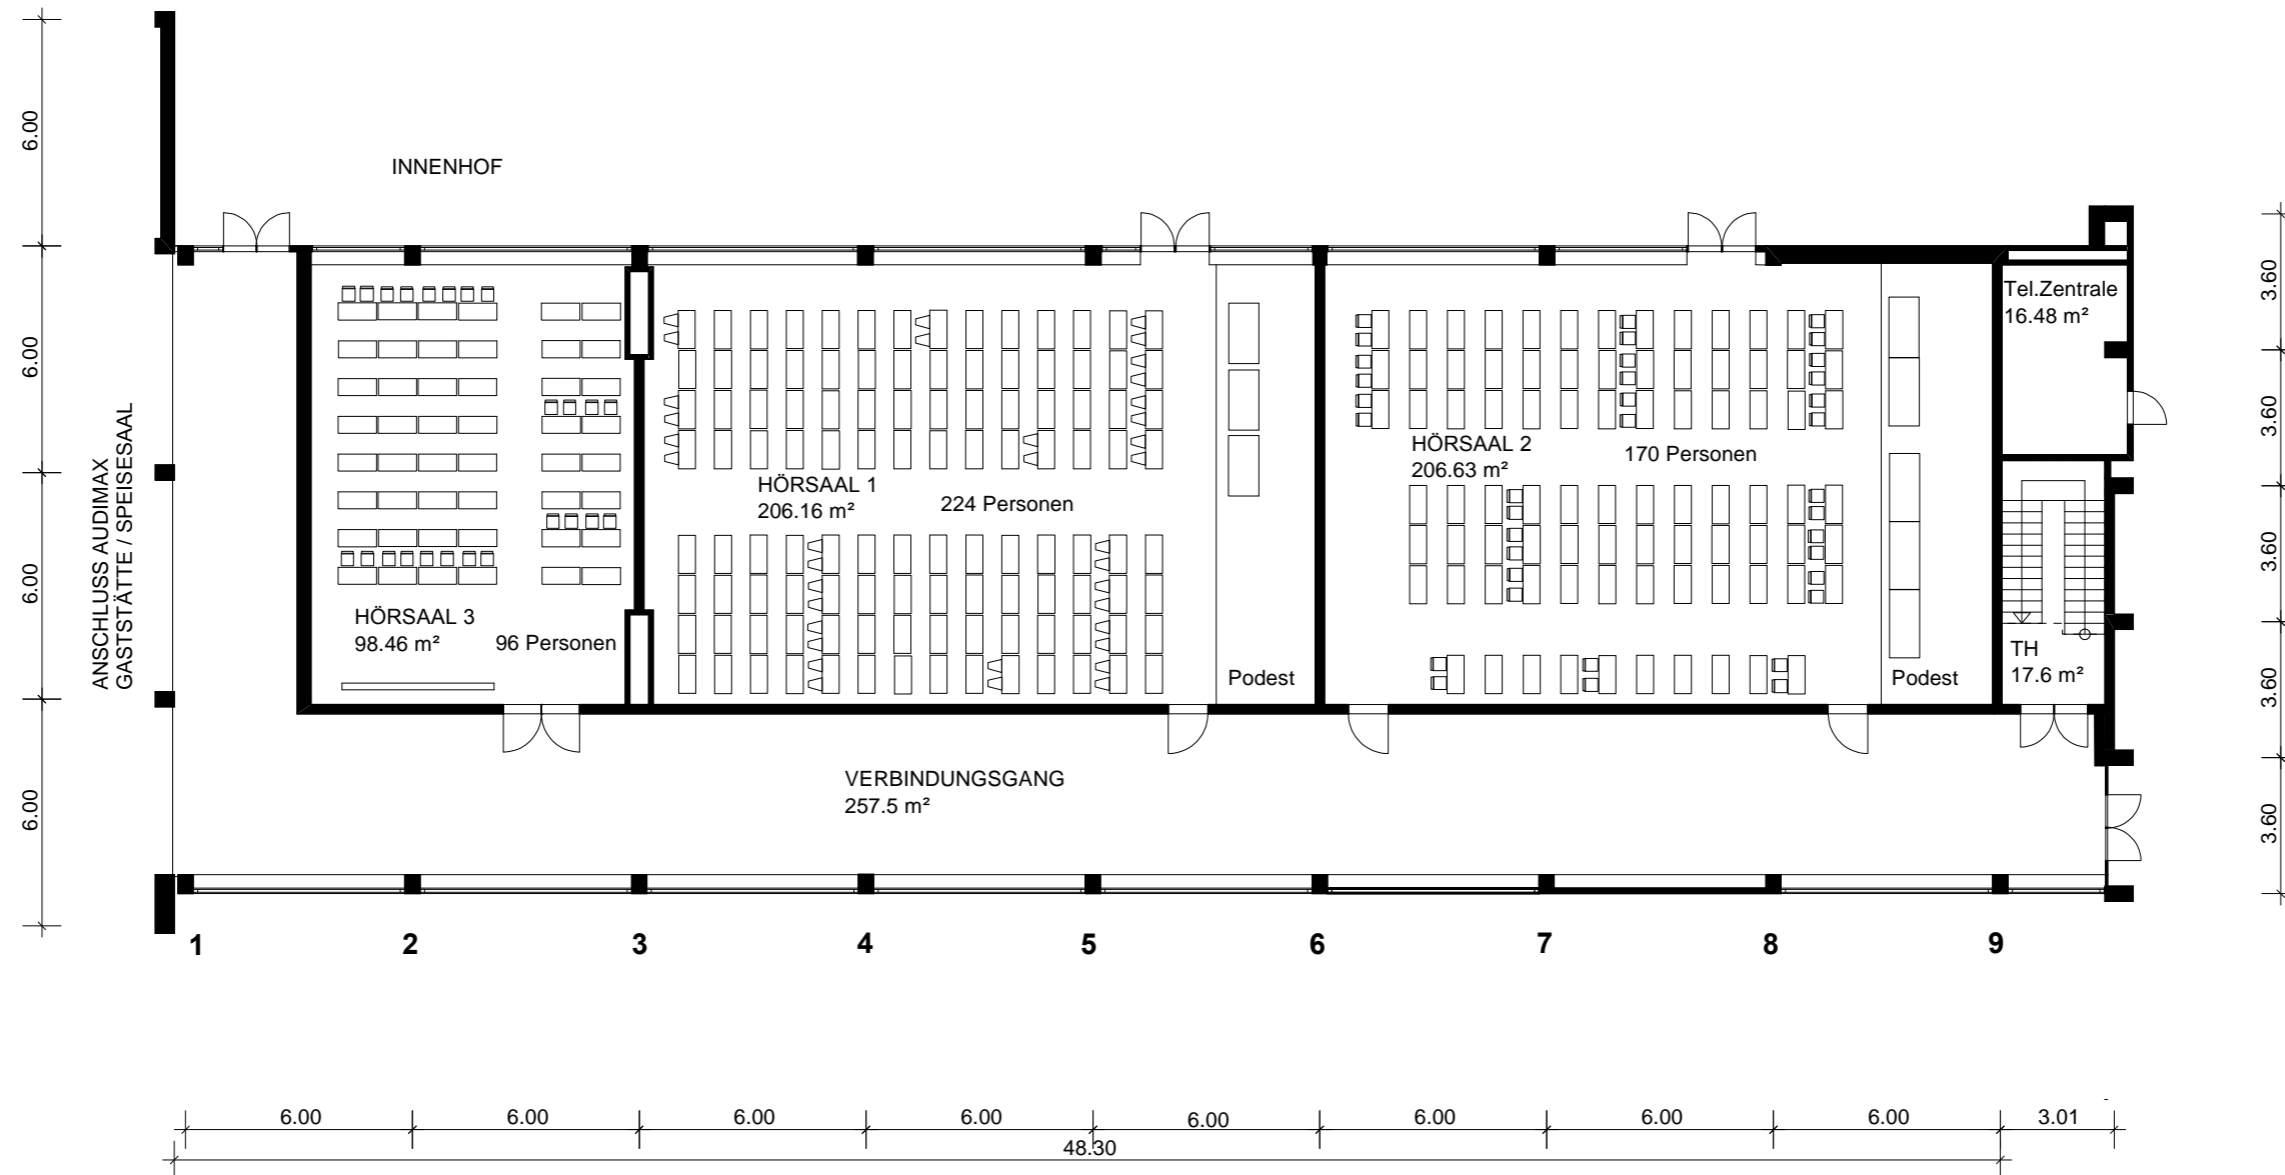 INNENHOF
6.00
6.00
6.00
6.00
ANSCHLUSS AUDIMAX
GASTSTÄTTE / SPEISESAAL
HÖRSAAL 3
98.46 m²
96 Personen
HÖRSAAL 1
206.16 m²
224 Personen
Podest
HÖRSAAL 2
206.63 m²
170 Personen
Podest
Tel.Zentrale
16.48 m²
TH
17.6 m²
3.60
3.60
3.60
3.60
3.60
VERBINDUNGSGANG
257.5 m²
1 2 3 4 5 6 7 8 9
6.00 6.00 6.00 6.00 6.00 6.00 6.00 6.00 3.01
48.30